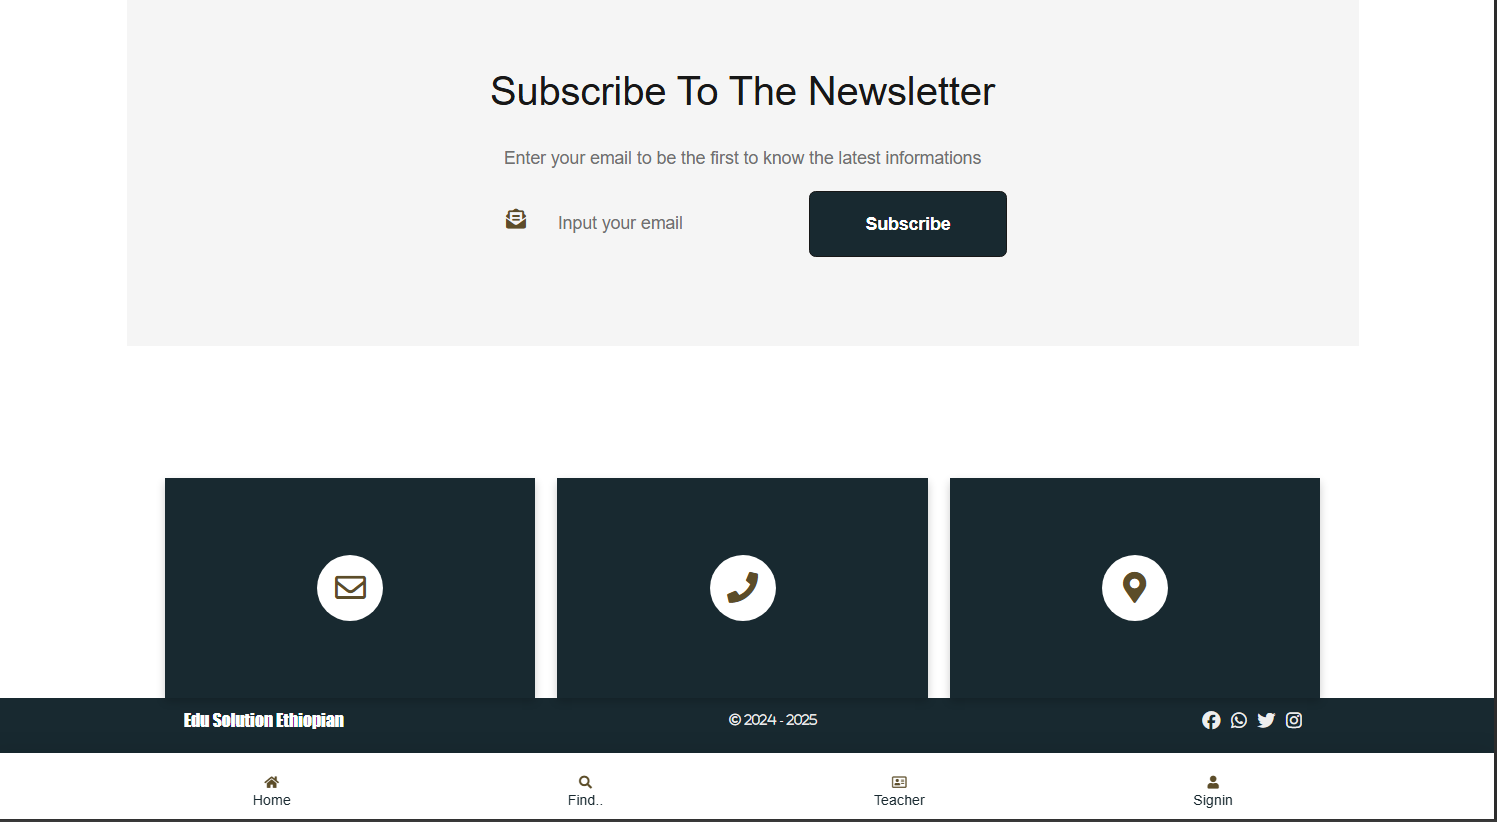 Subscribe To The Newsletter
Enter your email to be the first to know the latest informations
Input your email
Subscribe
Edu Solution Ethiopian
© 2024 - 2025
Home
Find..
Teacher
Signin